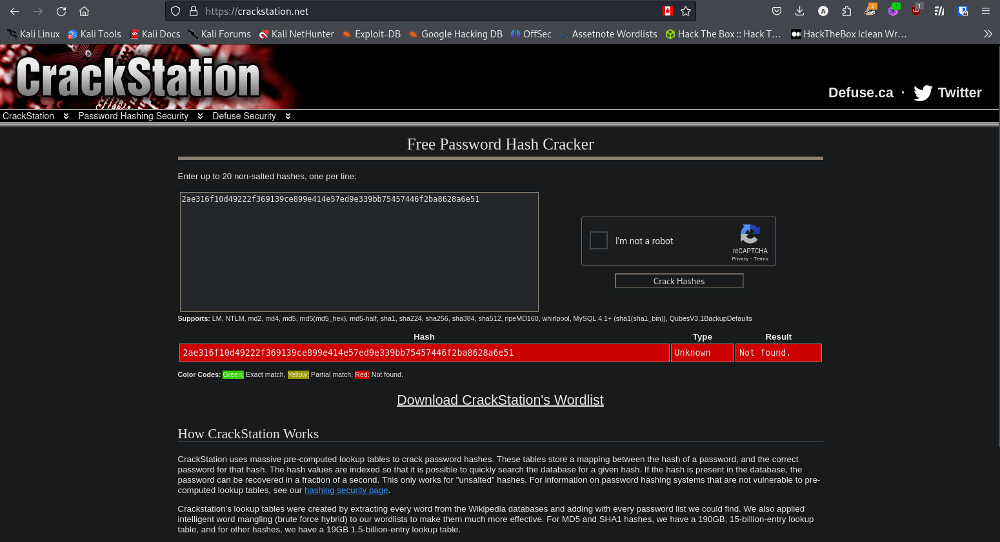 https://crackstation.net
2
!
1
Kali Linux Kali Tools Kali Docs Kali Forums Kali NetHunter Exploit-DB Google Hacking DB OffSec Assetnote Wordlists Hack The Box :: Hack T... HackTheBox Iclean Wr...
CrackStation
Defuse.ca · Twitter
CrackStation Password Hashing Security Defuse Security
Free Password Hash Cracker
Enter up to 20 non-salted hashes, one per line:
2ae316f10d49222f369139ce899e414e57ed9e339bb75457446f2ba8628a6e51
I'm not a robot
reCAPTCHA
Privacy - Terms
Crack Hashes
Supports: LM, NTLM, md2, md4, md5, md5(md5_hex), md5-half, sha1, sha224, sha256, sha384, sha512, ripeMD160, whirlpool, MySQL 4.1+ (sha1(sha1_bin)), QubesV3.1BackupDefaults
Hash Type Result
2ae316f10d49222f369139ce899e414e57ed9e339bb75457446f2ba8628a6e51 Unknown Not found.
Color Codes: Green: Exact match, Yellow: Partial match, Red: Not found.
Download CrackStation's Wordlist
How CrackStation Works
CrackStation uses massive pre-computed lookup tables to crack password hashes. These tables store a mapping between the hash of a password, and the correct
password for that hash. The hash values are indexed so that it is possible to quickly search the database for a given hash. If the hash is present in the database, the
password can be recovered in a fraction of a second. This only works for "unsalted" hashes. For information on password hashing systems that are not vulnerable to pre-
computed lookup tables, see our hashing security page.
Crackstation's lookup tables were created by extracting every word from the Wikipedia databases and adding with every password list we could find. We also applied
intelligent word mangling (brute force hybrid) to our wordlists to make them much more effective. For MD5 and SHA1 hashes, we have a 190GB, 15-billion-entry lookup
table, and for other hashes, we have a 19GB 1.5-billion-entry lookup table.